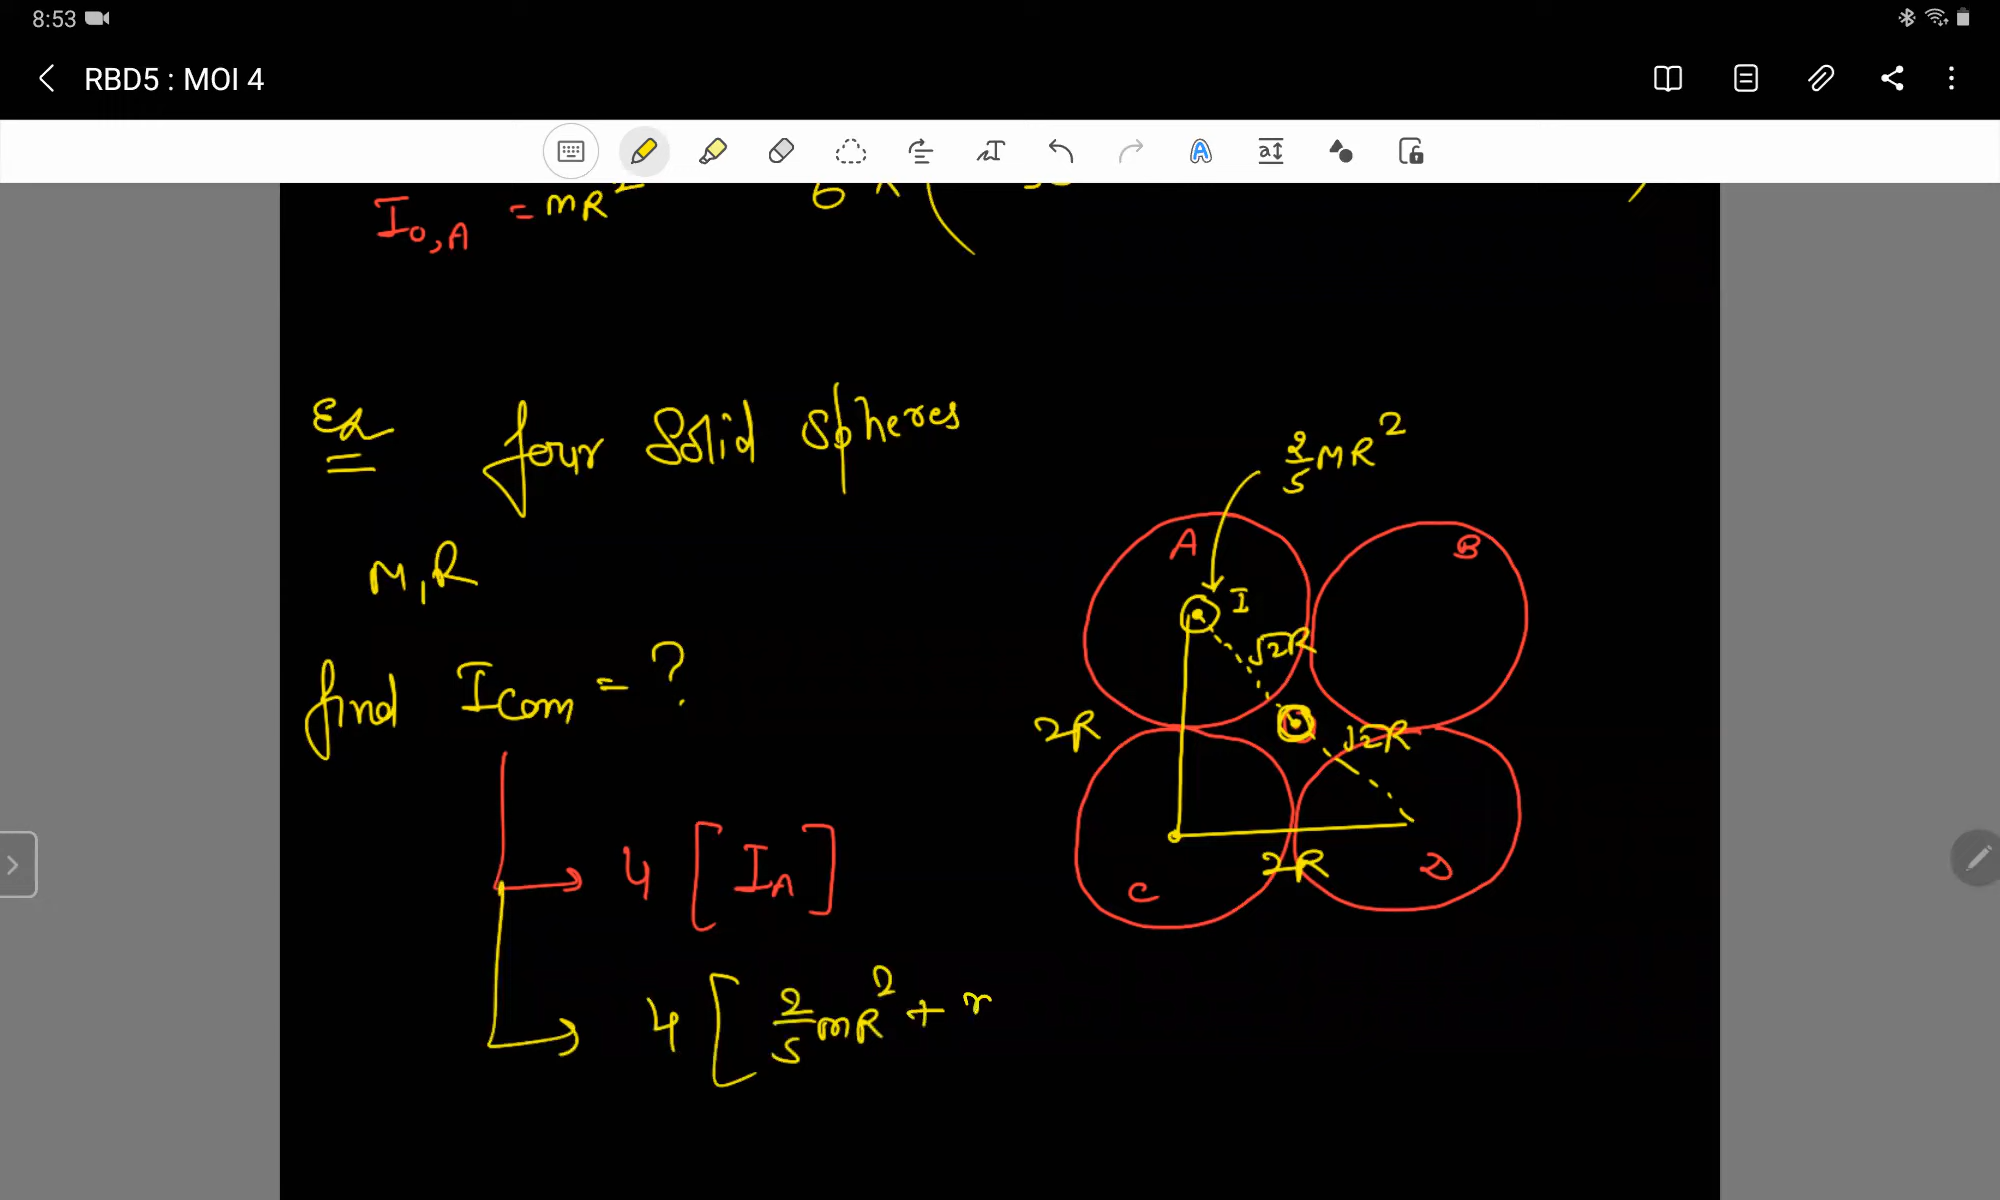 8:53
RBD5 : MOI 4
I₀,A = mR²
6 ×
Ex four Solid Spheres
M,R
find Icom = ?
→ 4 [IA]
→ 4 [ 2/5 mR² + m
2/5 MR²
A
B
I
√2R
2R
√2R
C
2R
D